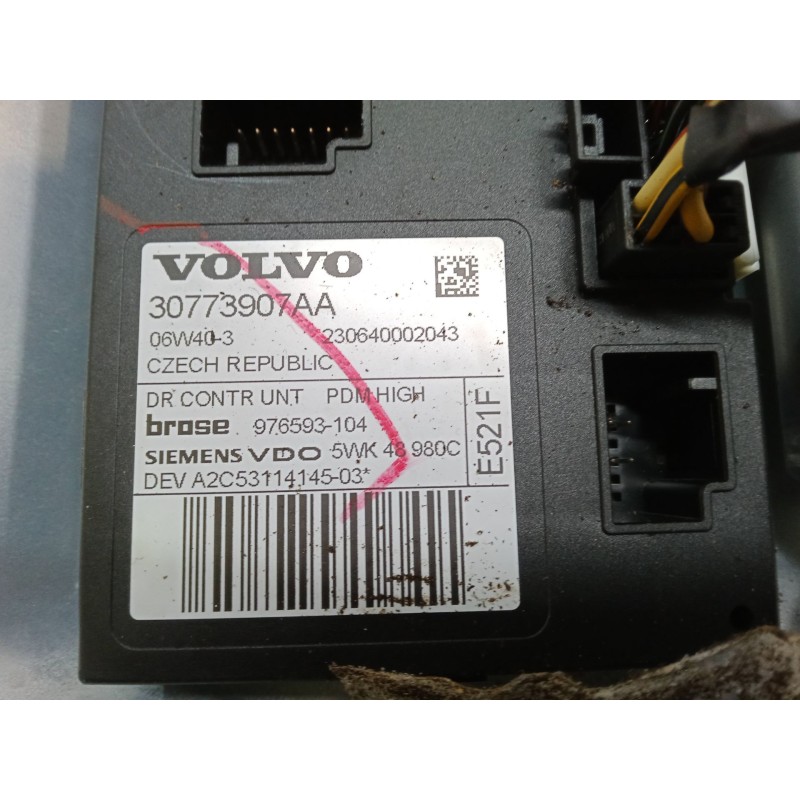 VOLVO
30773907AA
06W40-3 230640002043
CZECH REPUBLIC
DR CONTR UNT PDM HIGH
brose 976593-104
SIEMENS VDO 5WK 48 980C
DEV A2C53114145-03*
E521F